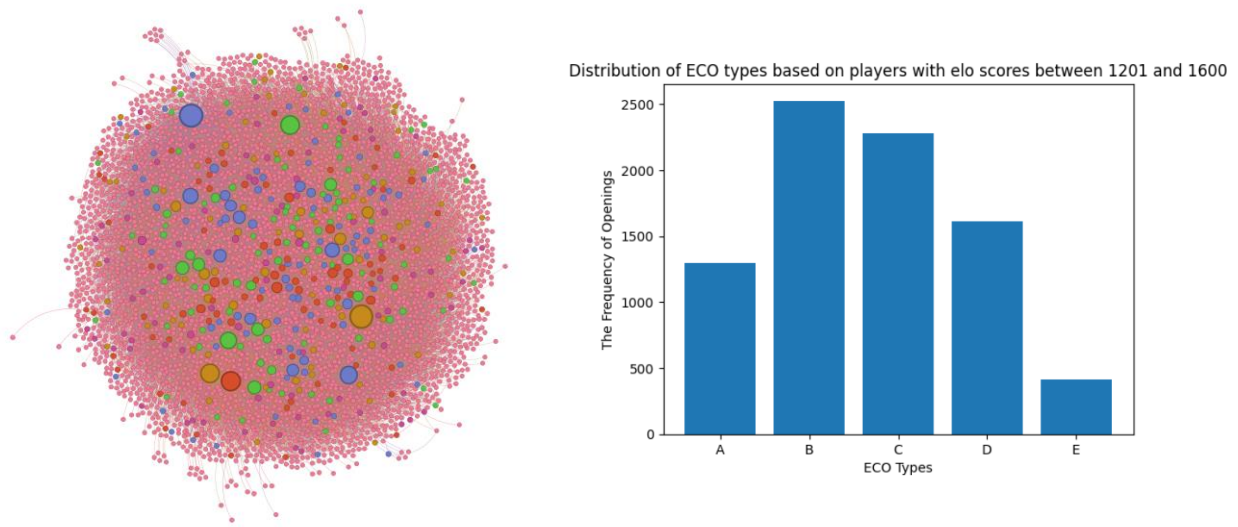 Distribution of ECO types based on players with elo scores between 1201 and 1600
The Frequency of Openings
2500
2000
1500
1000
500
0
A B C D E
ECO Types